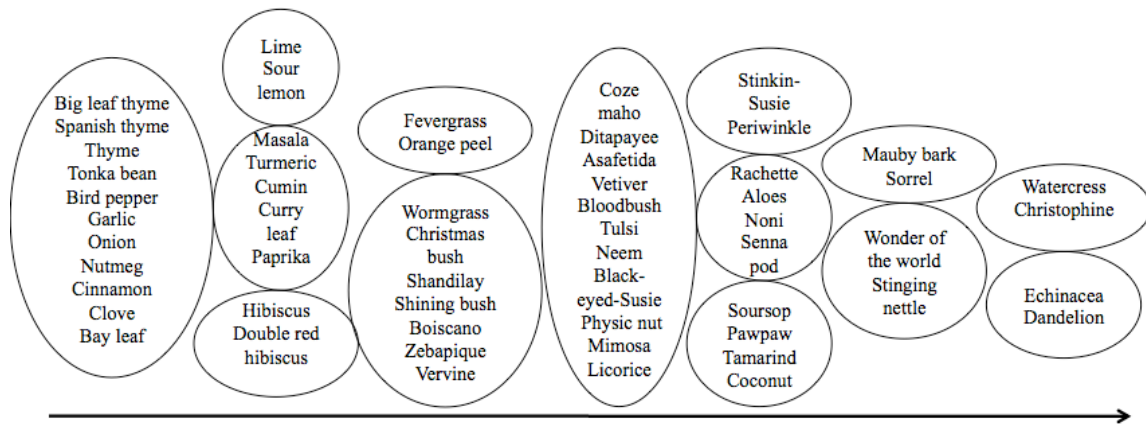 Big leaf thyme
Spanish thyme
Thyme
Tonka bean
Bird pepper
Garlic
Onion
Nutmeg
Cinnamon
Clove
Bay leaf
Lime
Sour
lemon
Masala
Turmeric
Cumin
Curry
leaf
Paprika
Hibiscus
Double red
hibiscus
Fevergrass
Orange peel
Wormgrass
Christmas
bush
Shandilay
Shining bush
Boiscano
Zebapique
Vervine
Coze
maho
Ditapayee
Asafetida
Vetiver
Bloodbush
Tulsi
Neem
Black-
eyed-Susie
Physic nut
Mimosa
Licorice
Stinkin-
Susie
Periwinkle
Rachette
Aloes
Noni
Senna
pod
Soursop
Pawpaw
Tamarind
Coconut
Mauby bark
Sorrel
Wonder of
the world
Stinging
nettle
Watercress
Christophine
Echinacea
Dandelion